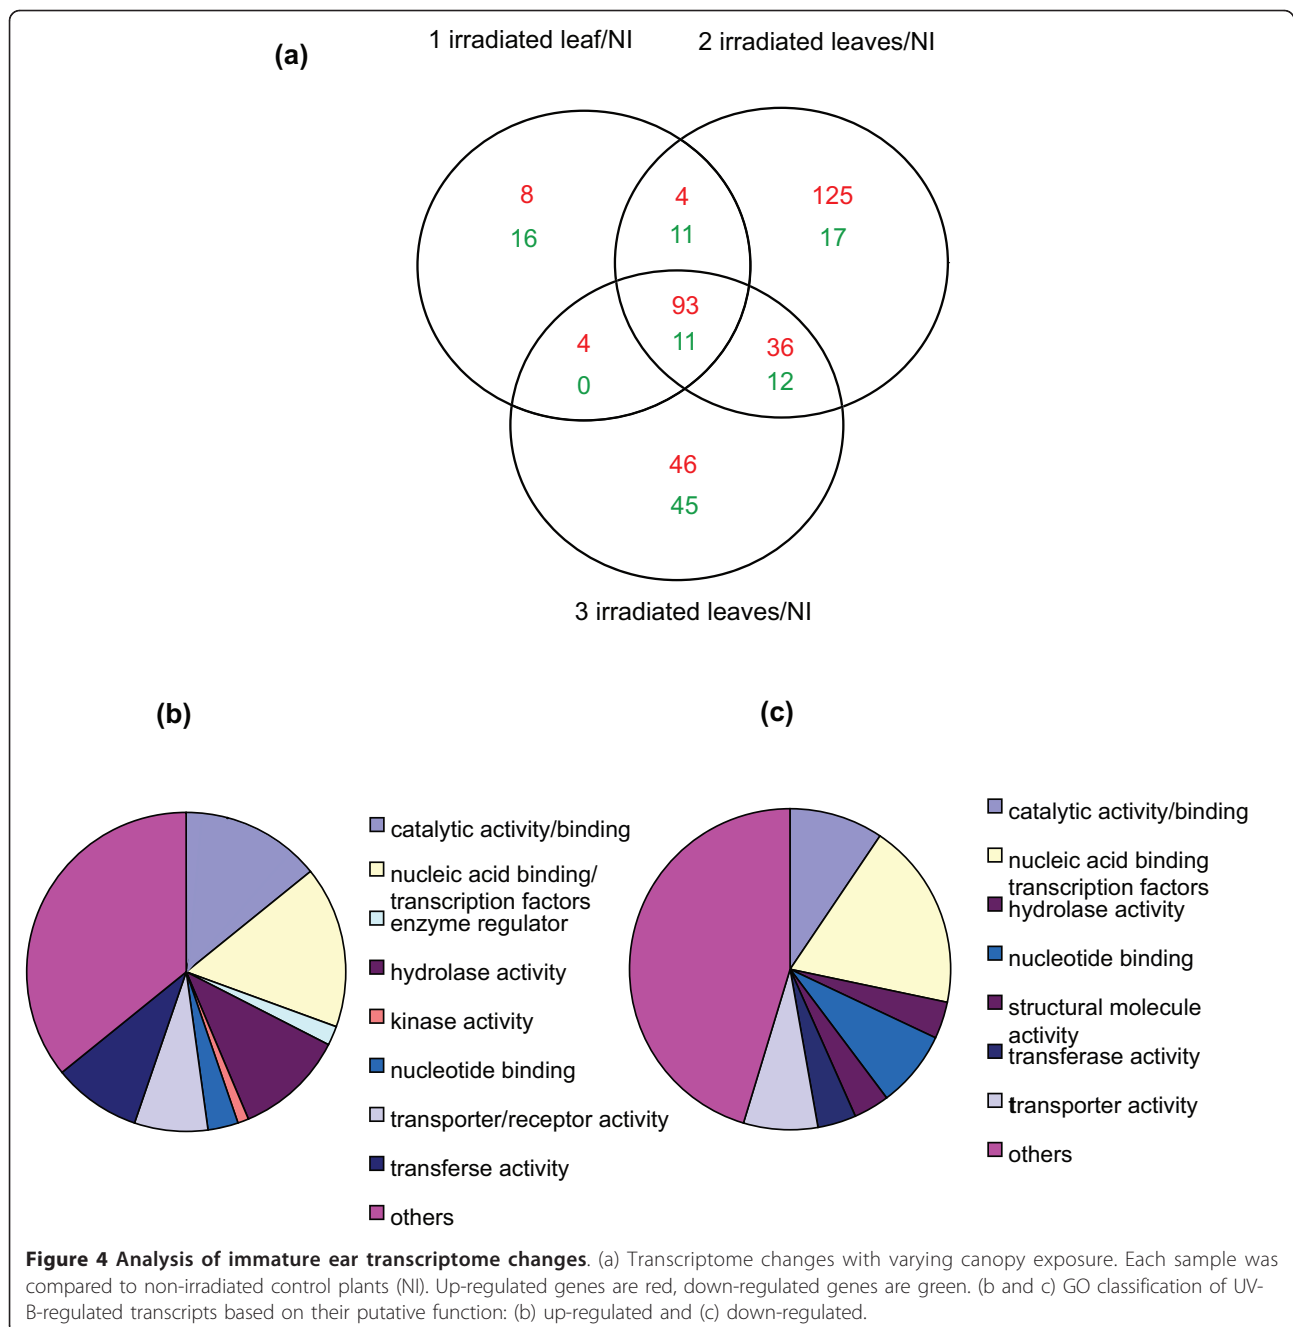 (a)
1 irradiated leaf/NI
2 irradiated leaves/NI
8
4
125
16
11
17
93
4
11
36
0
12
46
45
3 irradiated leaves/NI
(b)
catalytic activity/binding
nucleic acid binding/
transcription factors
enzyme regulator
hydrolase activity
kinase activity
nucleotide binding
transporter/receptor activity
transferse activity
others
(c)
catalytic activity/binding
nucleic acid binding
transcription factors
hydrolase activity
nucleotide binding
structural molecule
activity
transferase activity
transporter activity
others
Figure 4 Analysis of immature ear transcriptome changes. (a) Transcriptome changes with varying canopy exposure. Each sample was
compared to non-irradiated control plants (NI). Up-regulated genes are red, down-regulated genes are green. (b and c) GO classification of UV-
B-regulated transcripts based on their putative function: (b) up-regulated and (c) down-regulated.